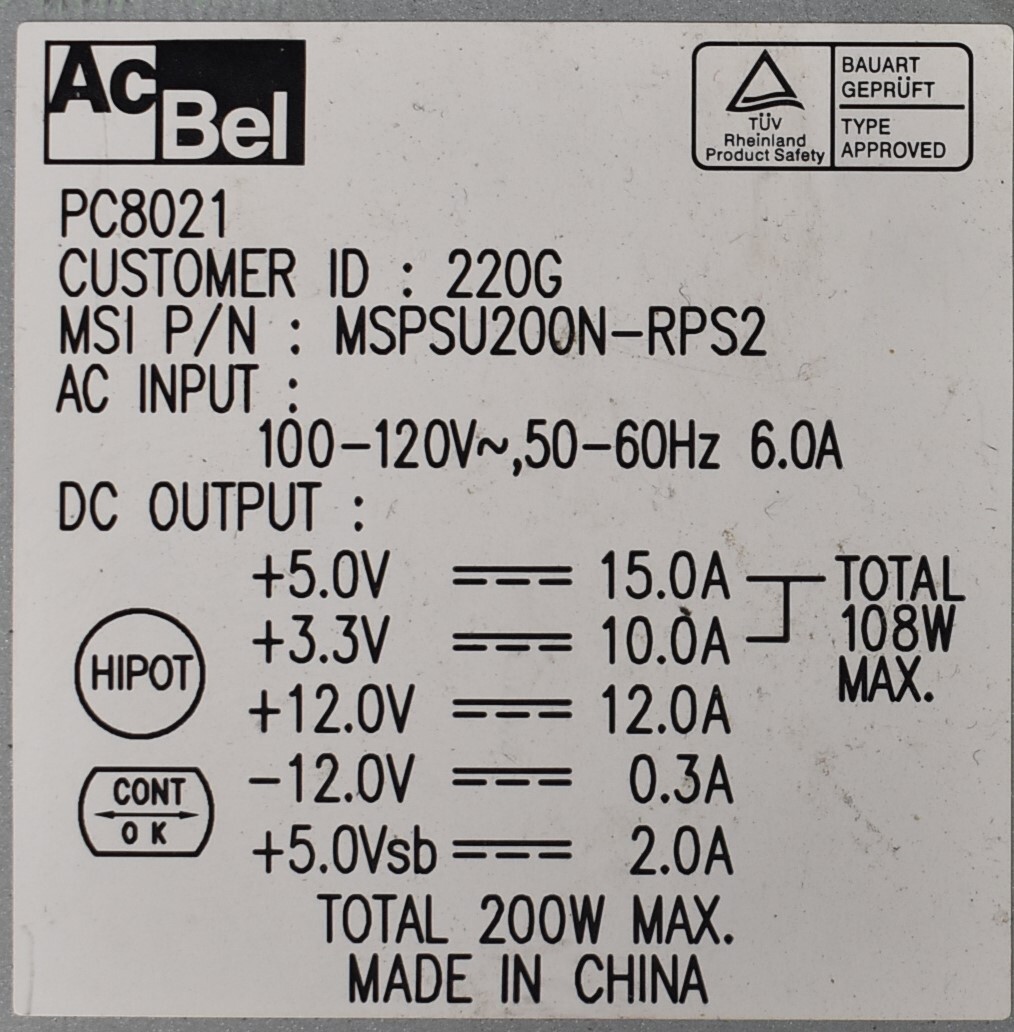 AcBel
TÜV
Rheinland
Product Safety
BAUART
GEPRÜFT
TYPE
APPROVED
PC8021
CUSTOMER ID : 220G
MSI P/N : MSPSU200N-RPS2
AC INPUT :
100-120V~,50-60Hz 6.0A
DC OUTPUT :
+5.0V 15.0A TOTAL
+3.3V 10.0A 108W
MAX.
HIPOT
+12.0V 12.0A
-12.0V 0.3A
CONT
OK
+5.0Vsb 2.0A
TOTAL 200W MAX.
MADE IN CHINA